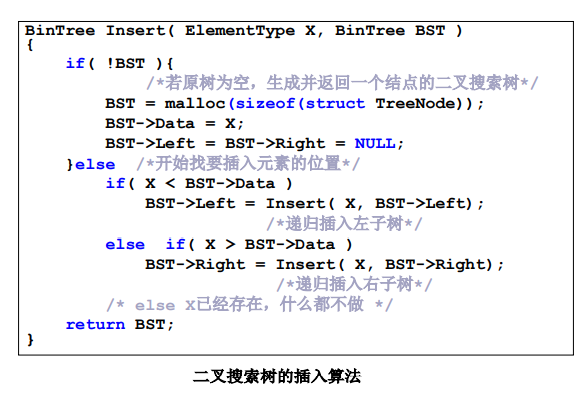 BinTree Insert( ElementType X, BinTree BST )
{
    if( !BST ){
            /*若原树为空，生成并返回一个结点的二叉搜索树*/
        BST = malloc(sizeof(struct TreeNode));
        BST->Data = X;
        BST->Left = BST->Right = NULL;
    }else  /*开始找要插入元素的位置*/
        if( X < BST->Data )
            BST->Left = Insert( X, BST->Left);
                        /*递归插入左子树*/
        else  if( X > BST->Data )
            BST->Right = Insert( X, BST->Right);
                         /*递归插入右子树*/
        /* else X已经存在，什么都不做 */
    return BST;
}
二叉搜索树的插入算法